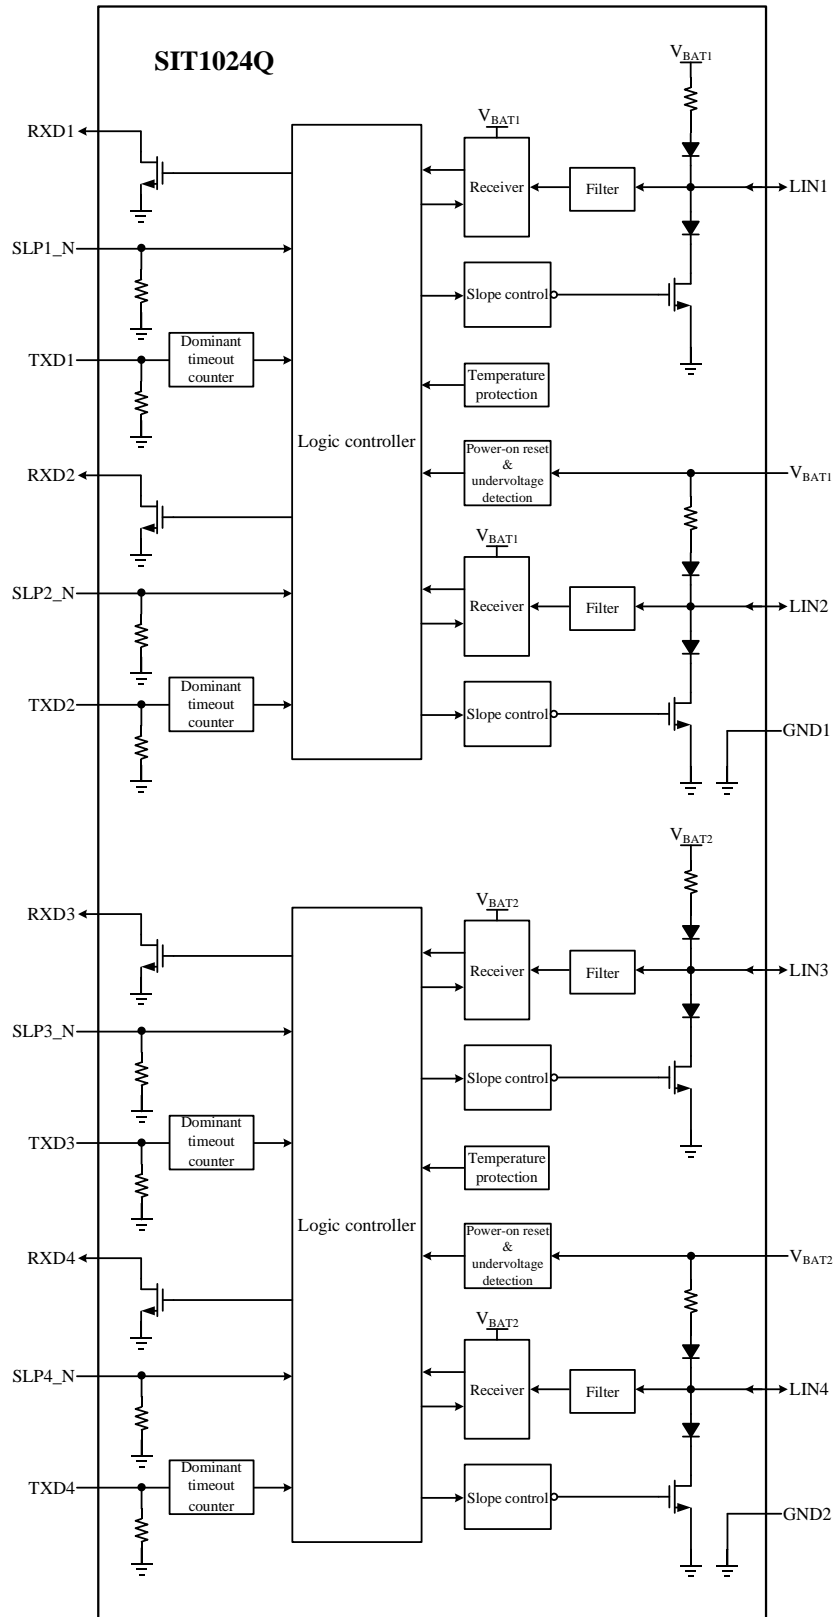 SIT1024Q
VBAT1
RXD1
VBAT1
Receiver
Filter
LIN1
SLP1_N
Slope control
TXD1
Dominant
timeout
counter
Temperature
protection
Logic controller
Power-on reset
&
undervoltage
detection
VBAT1
RXD2
VBAT1
Receiver
Filter
LIN2
SLP2_N
TXD2
Dominant
timeout
counter
Slope control
GND1
VBAT2
RXD3
VBAT2
Receiver
Filter
LIN3
SLP3_N
Slope control
TXD3
Dominant
timeout
counter
Temperature
protection
Logic controller
Power-on reset
&
undervoltage
detection
VBAT2
RXD4
VBAT2
Receiver
Filter
LIN4
SLP4_N
TXD4
Dominant
timeout
counter
Slope control
GND2